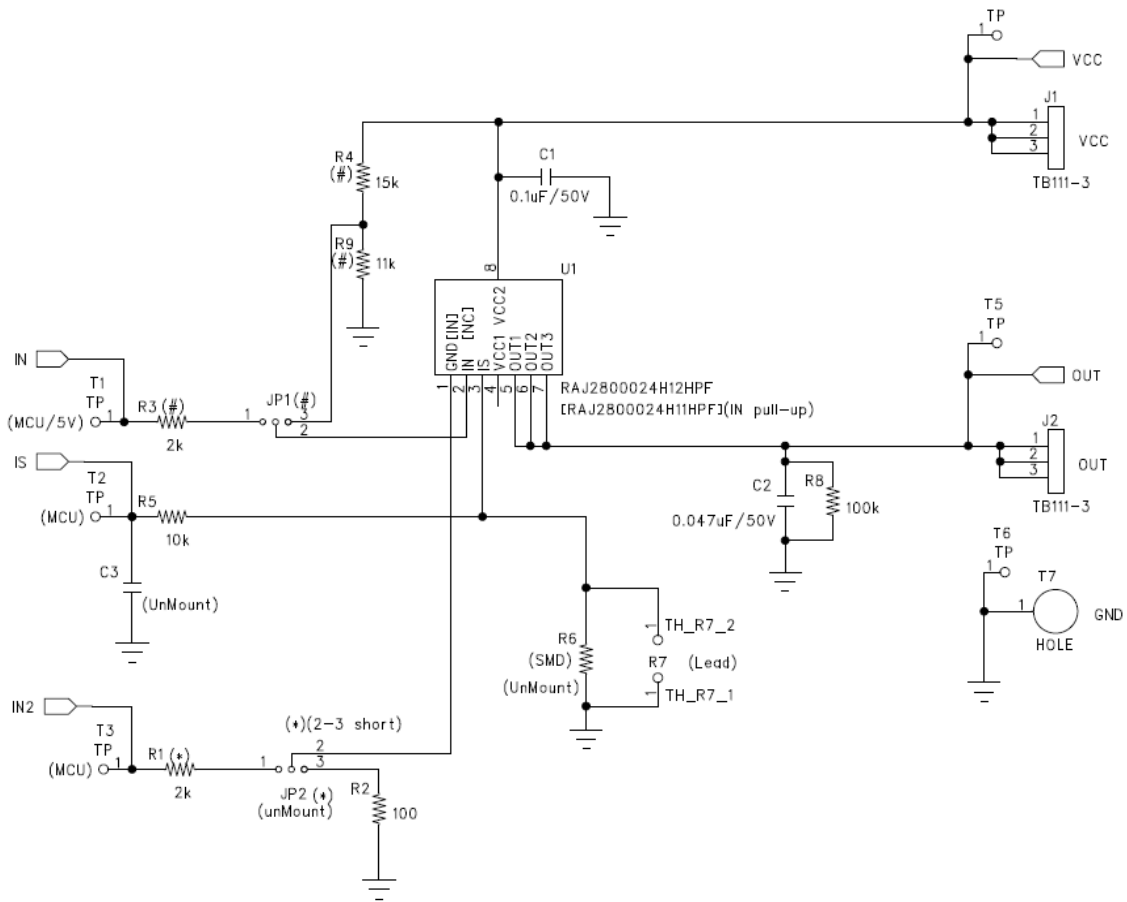 TP
1
VCC
J1
1
2
3
VCC
TB111-3
R4
(#)
15k
C1
0.1uF/50V
R9
(#)
11k
8
U1
GND[IN]
IN [NC]
IS
VCC1 VCC2
OUT1
OUT2
OUT3
1
2
3
4
5
6
7
RAJ2800024H12HPF
[RAJ2800024H11HPF](IN pull-up)
T5
TP
1
OUT
J2
1
2
3
OUT
TB111-3
IN
T1
TP
(MCU/5V)
1
R3(#)
2k
1
JP1(#)
3
2
IS
T2
TP
(MCU)
1
R5
10k
C3
(UnMount)
C2
0.047uF/50V
R8
100k
T6
TP
1
T7
1
GND
HOLE
R6
(SMD)
(UnMount)
1
TH_R7_2
R7 (Lead)
1
TH_R7_1
IN2
T3
TP
(MCU)
1
R1(*)
2k
(*)(2-3 short)
1
2
3
JP2(*)
(unMount)
R2
100